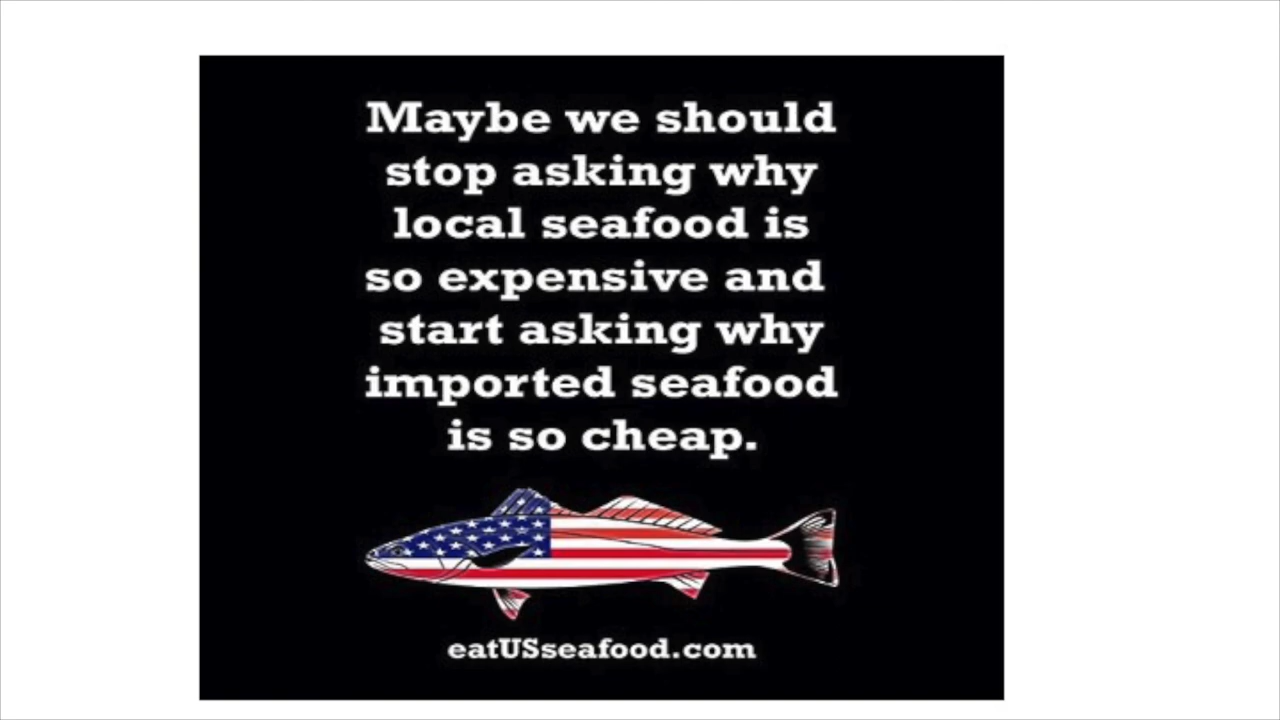 Maybe we should
stop asking why
local seafood is
so expensive and
start asking why
imported seafood
is so cheap.
eatUSseafood.com